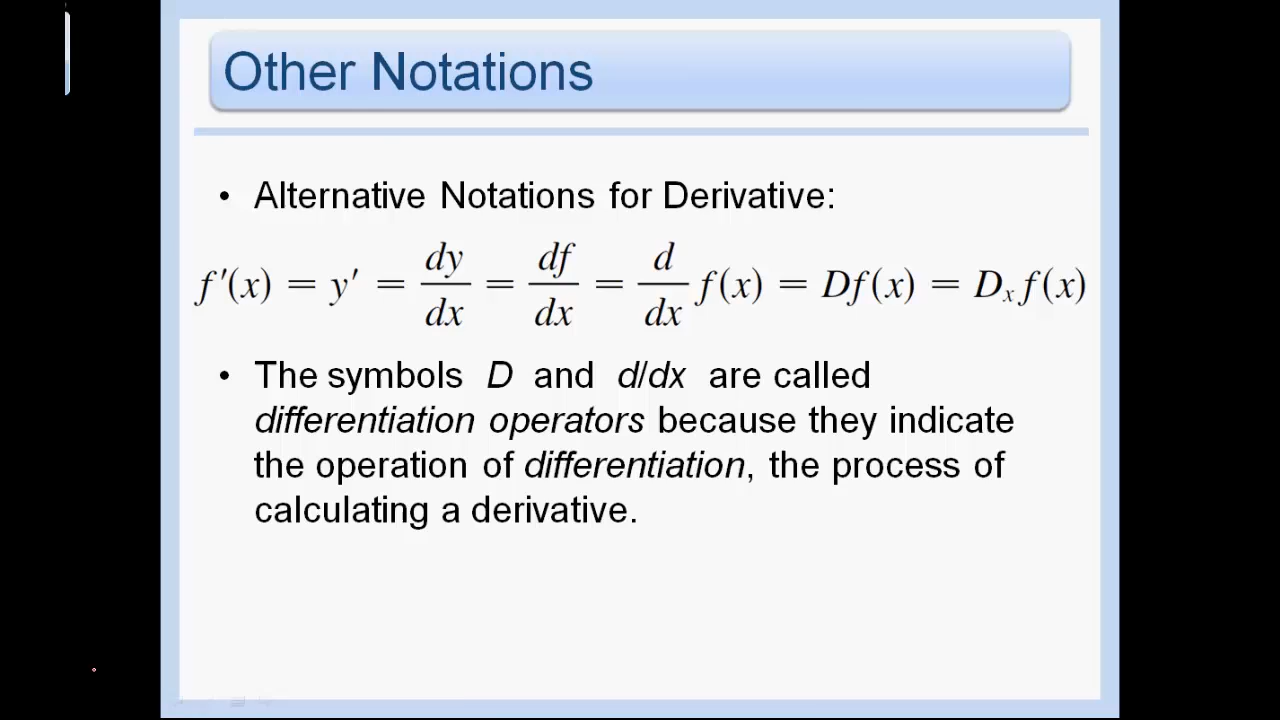 Other Notations
• Alternative Notations for Derivative:
f′(x) = y′ = dy/dx = df/dx = d/dx f(x) = Df(x) = Dₓf(x)
• The symbols D and d/dx are called
differentiation operators because they indicate
the operation of differentiation, the process of
calculating a derivative.